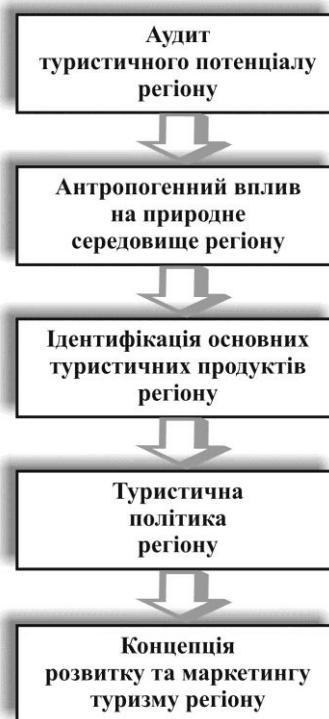 Аудит
туристичного потенціалу
регіону
Антропогенний вплив
на природне
середовище регіону
Ідентифікація основних
туристичних продуктів
регіону
Туристична
політика
регіону
Концепція
розвитку та маркетингу
туризму регіону